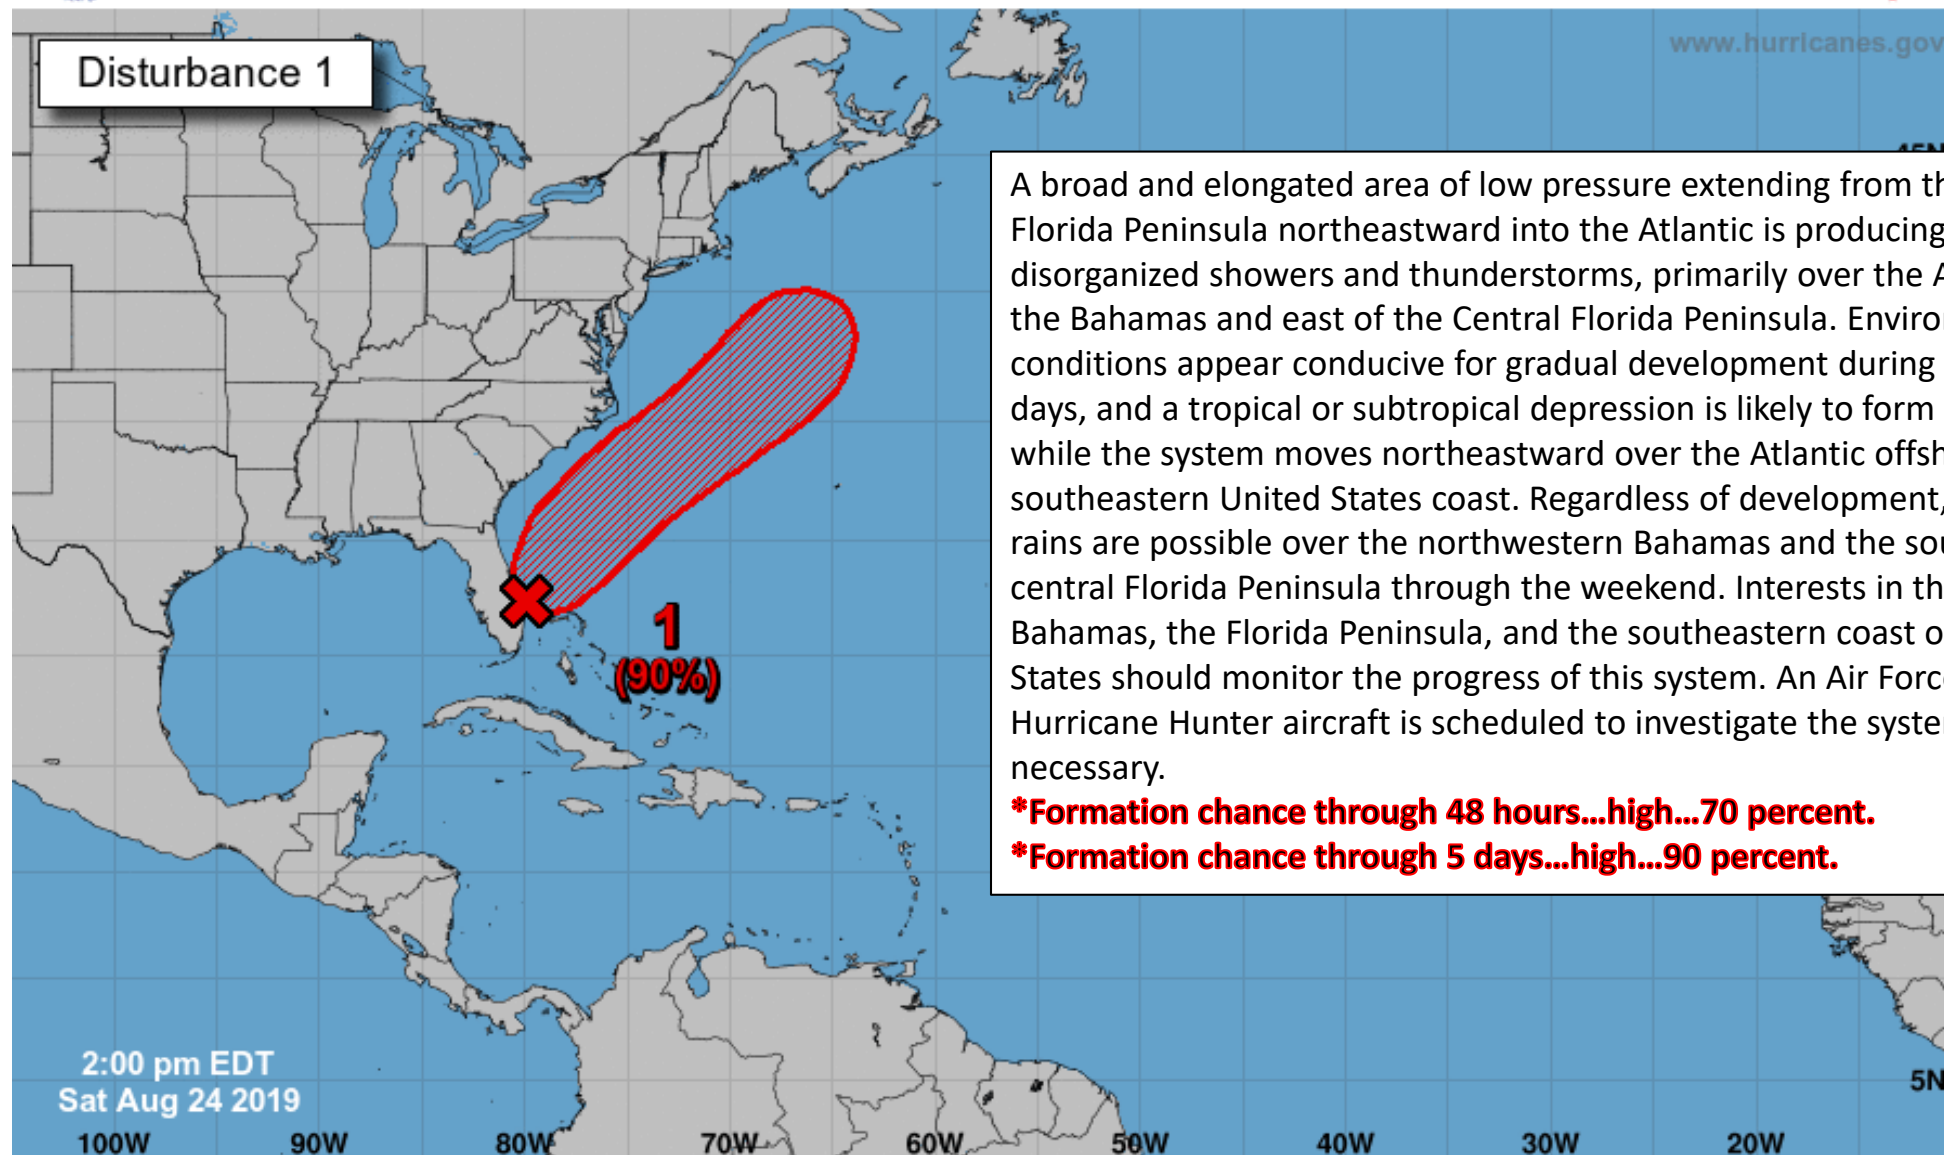 www.hurricanes.gov
Disturbance 1
A broad and elongated area of low pressure extending from
Florida Peninsula northeastward into the Atlantic is producing
disorganized showers and thunderstorms, primarily over the
the Bahamas and east of the Central Florida Peninsula.
conditions appear conducive for gradual development during
days, and a tropical or subtropical depression is likely to form
while the system moves northeastward over the Atlantic
southeastern United States coast. Regardless of development,
rains are possible over the northwestern Bahamas and the
central Florida Peninsula through the weekend. Interests in
Bahamas, the Florida Peninsula, and the southeastern coast
States should monitor the progress of this system. An Air
Hurricane Hunter aircraft is scheduled to investigate the
necessary.
*Formation chance through 48 hours...high...70 percent.
*Formation chance through 5 days...high...90 percent.
1
(90%)
2:00 pm EDT
Sat Aug 24 2019
5N
100W 90W 80W 70W 60W 50W 40W 30W 20W